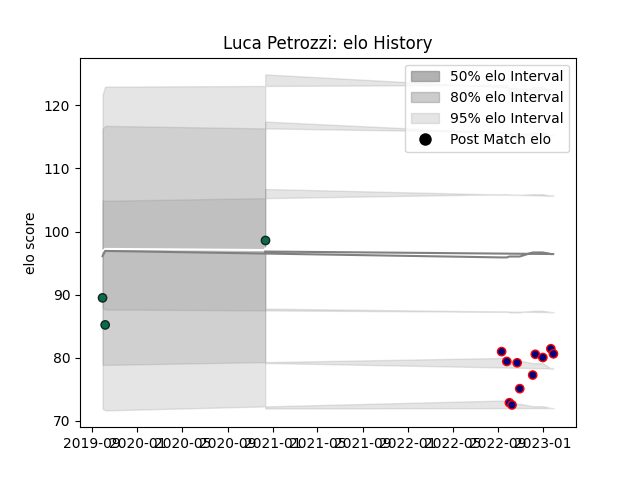 Luca Petrozzi: elo History
50% elo Interval
80% elo Interval
95% elo Interval
Post Match elo
elo score
120
110
100
90
80
70
2019-09 2020-01 2020-05 2020-09 2021-01 2021-05 2021-09 2022-01 2022-05 2022-09 2023-01